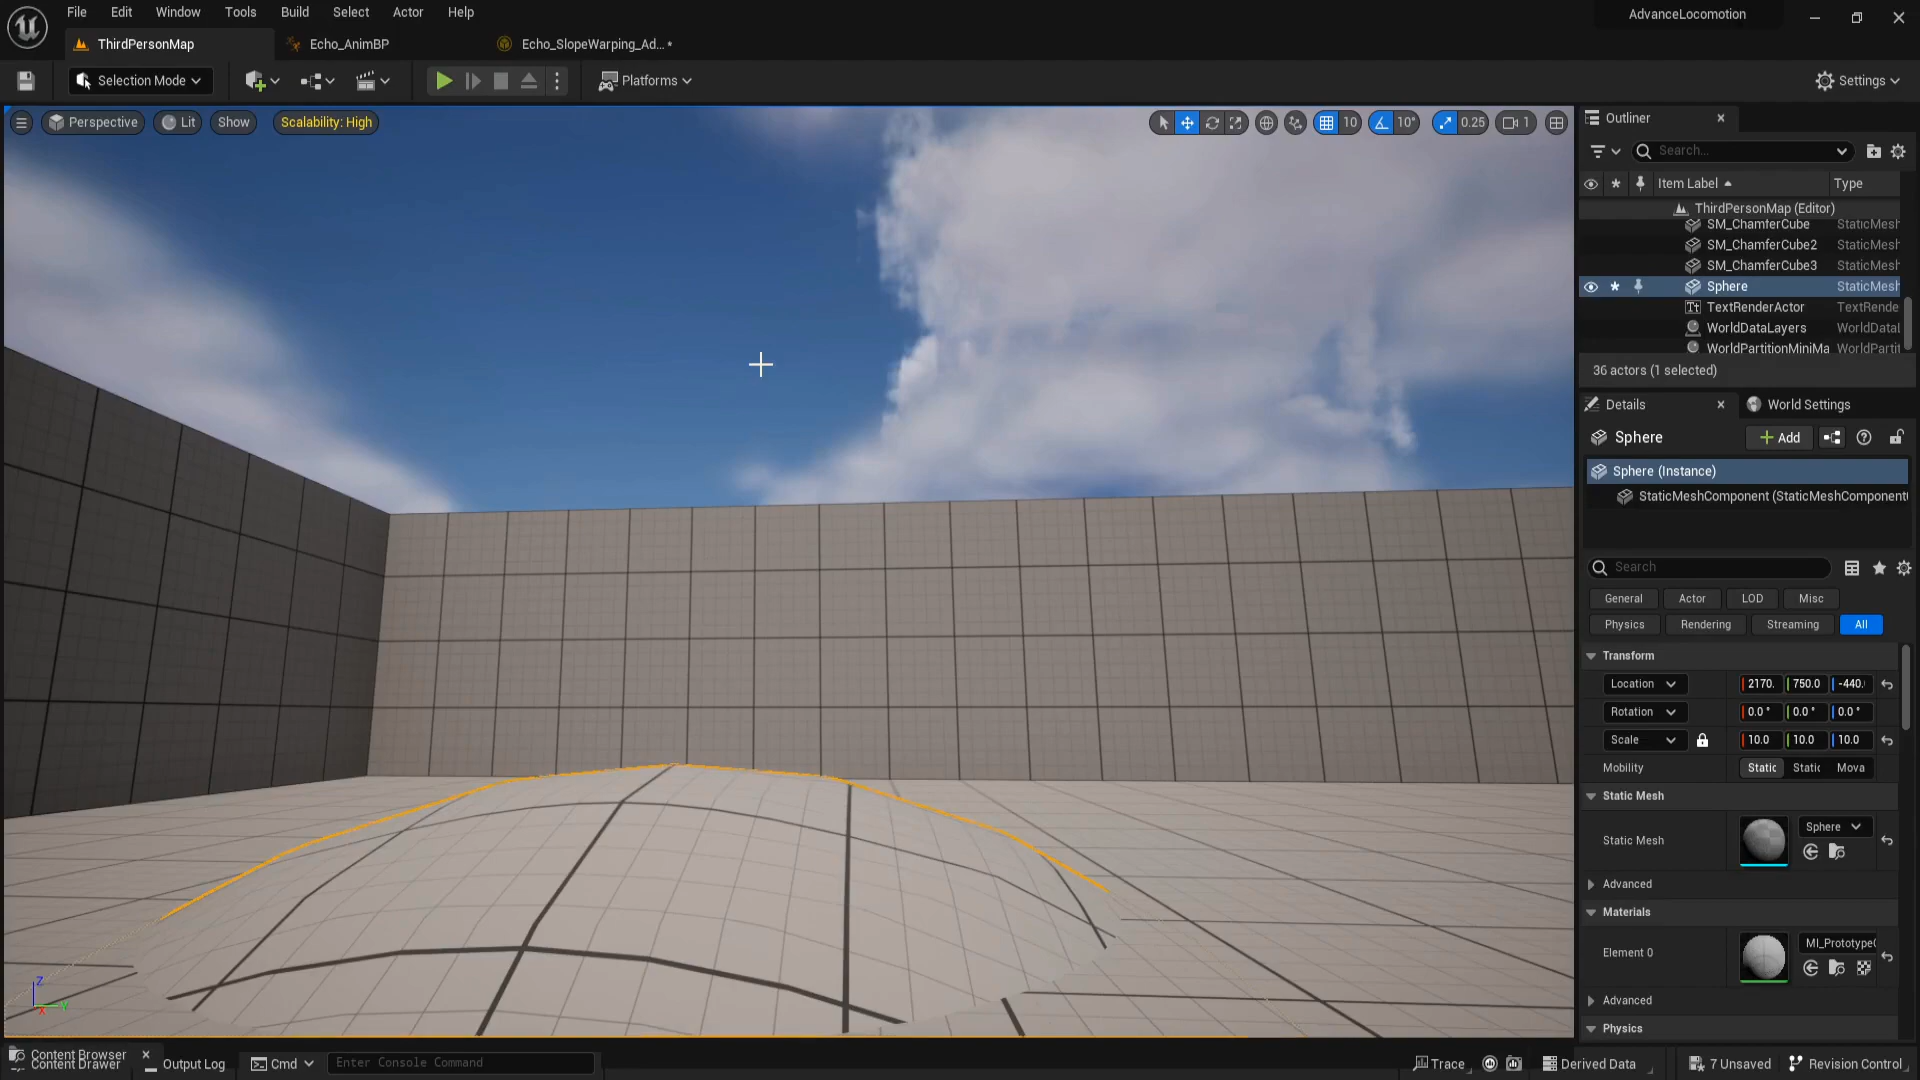 File Edit Window Tools Build Select Actor Help
AdvanceLocomotion
ThirdPersonMap
Echo_AnimBP
Echo_SlopeWarping_Ad... *
Selection Mode
Platforms
Settings
Perspective
Lit
Show
Scalability: High
10
10°
0.25
1
Outliner
Search...
Item Label
Type
ThirdPersonMap (Editor)
SM_ChamferCube StaticMesh
SM_ChamferCube2 StaticMesh
SM_ChamferCube3 StaticMesh
Sphere StaticMesh
TextRenderActor TextRende
WorldDataLayers WorldDataL
WorldPartitionMiniMa WorldPartit
36 actors (1 selected)
Details
World Settings
Sphere
Add
Sphere (Instance)
StaticMeshComponent (StaticMeshComponent
Search
General Actor LOD Misc
Physics Rendering Streaming All
Transform
Location 2170. 750.0 -440.
Rotation 0.0 ° 0.0 ° 0.0 °
Scale 10.0 10.0 10.0
Mobility Static Static Mova
Static Mesh
Static Mesh
Sphere
Advanced
Materials
Element 0
MI_Prototype
Advanced
Physics
Z
Y
X
Content Browser
Content Drawer
Output Log
Cmd
Enter Console Command
Trace
Derived Data
7 Unsaved
Revision Control